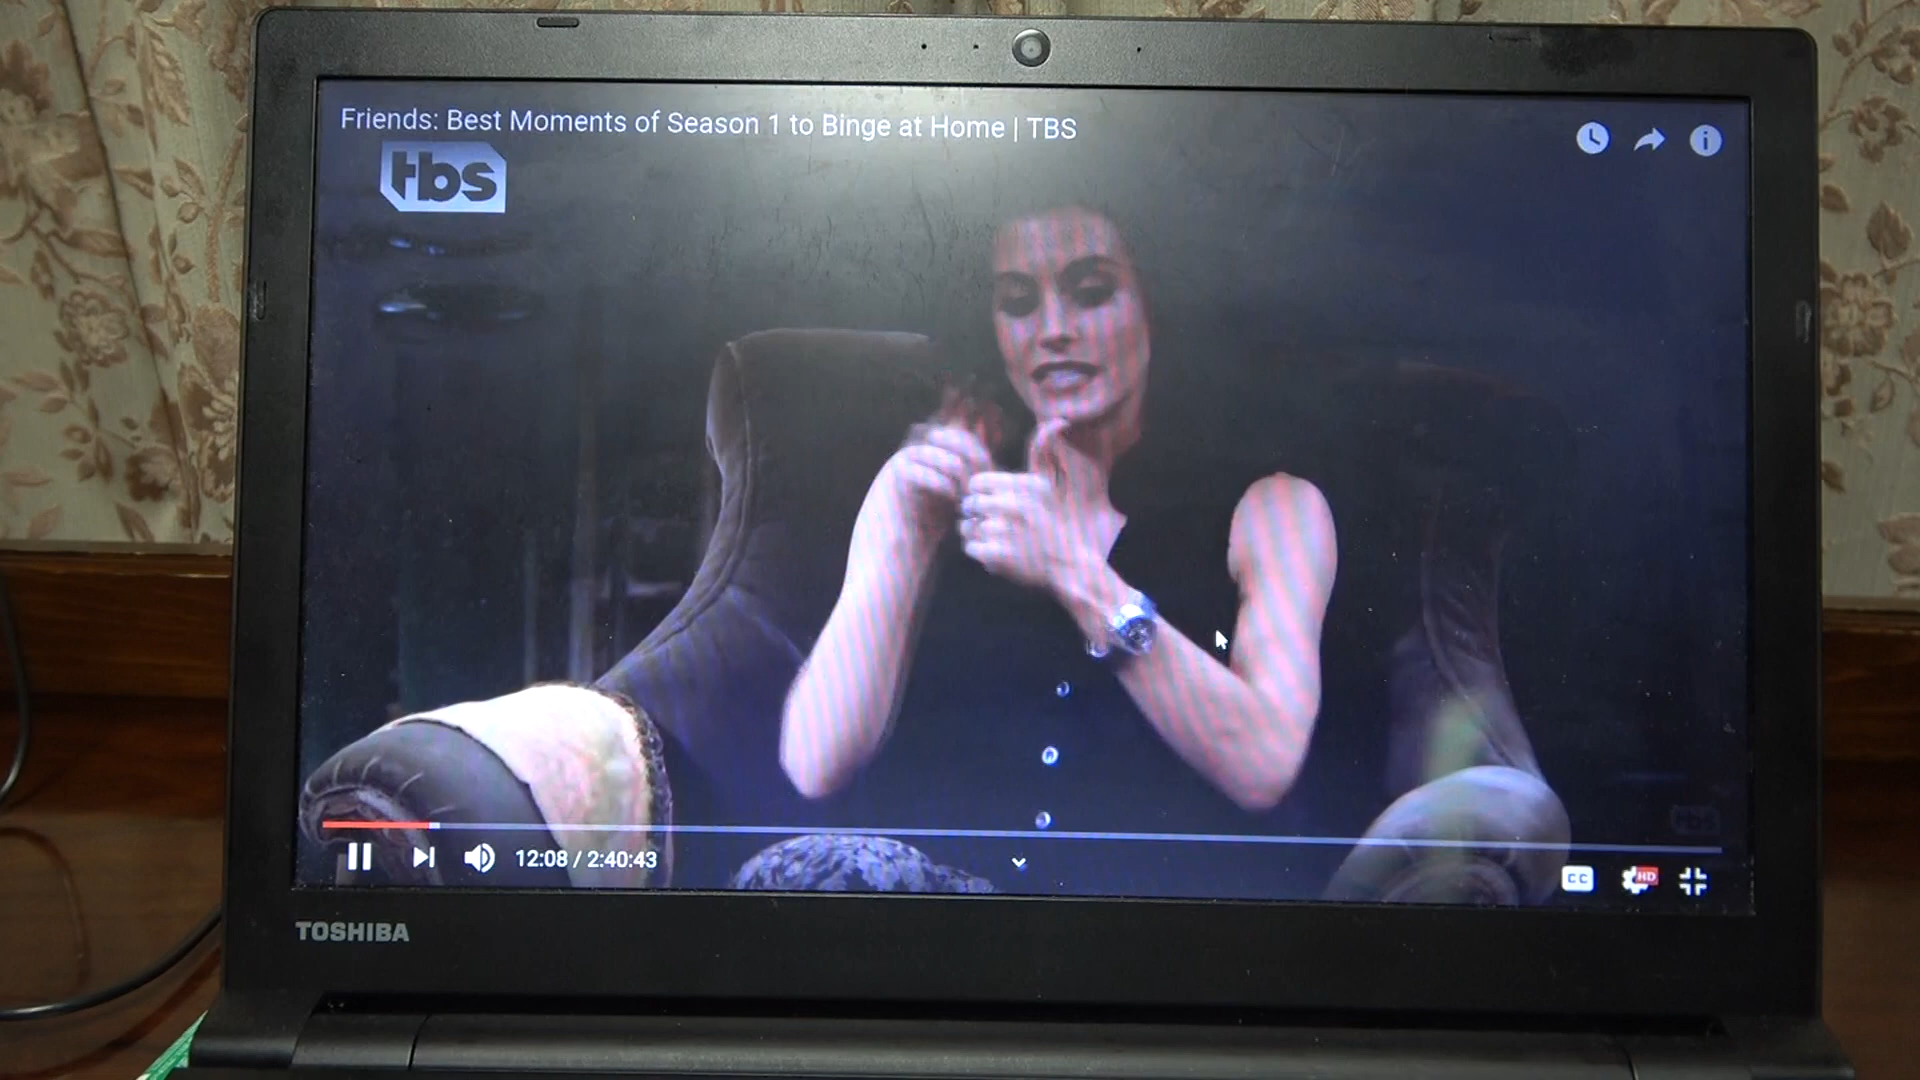 Friends: Best Moments of Season 1 to Binge at Home | TBS
tbs
tbs
12:08 / 2:40:43
CC
HD
TOSHIBA